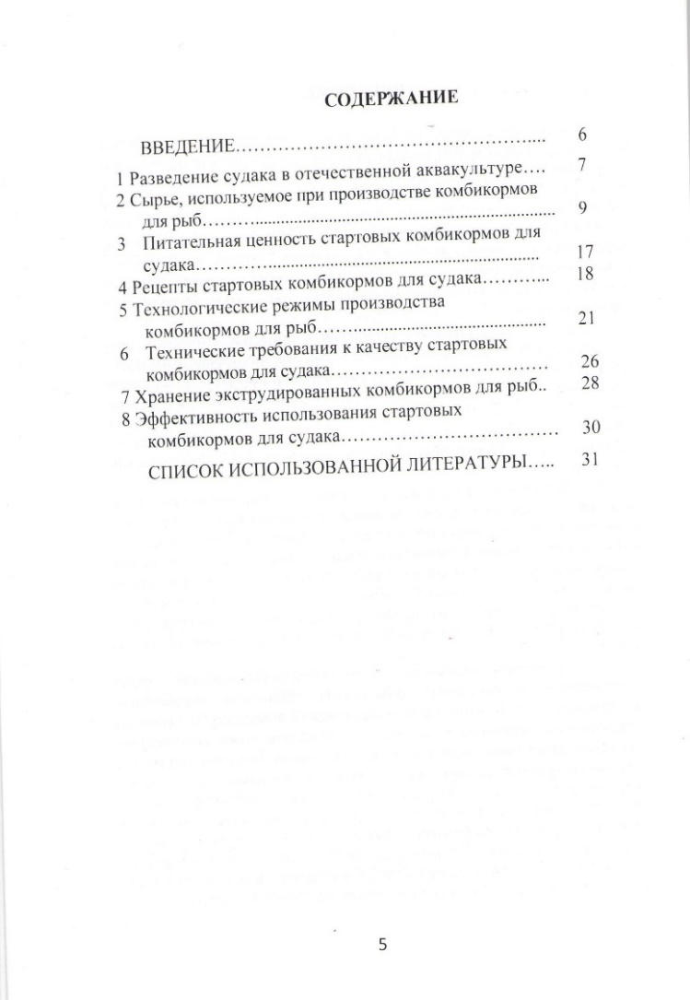 СОДЕРЖАНИЕ
ВВЕДЕНИЕ………………………………………….... 6
1 Разведение судака в отечественной аквакультуре…. 7
2 Сырье, используемое при производстве комбикормов
для рыб………....................................................... 9
3 Питательная ценность стартовых комбикормов для
судака……………................................................ 17
4 Рецепты стартовых комбикормов для судака………... 18
5 Технологические режимы производства
комбикормов для рыб……..................................... 21
6 Технические требования к качеству стартовых
комбикормов для судака……………………………… 26
7 Хранение экструдированных комбикормов для рыб.. 28
8 Эффективность использования стартовых
комбикормов для судака……………………………… 30
СПИСОК ИСПОЛЬЗОВАННОЙ ЛИТЕРАТУРЫ….. 31
5